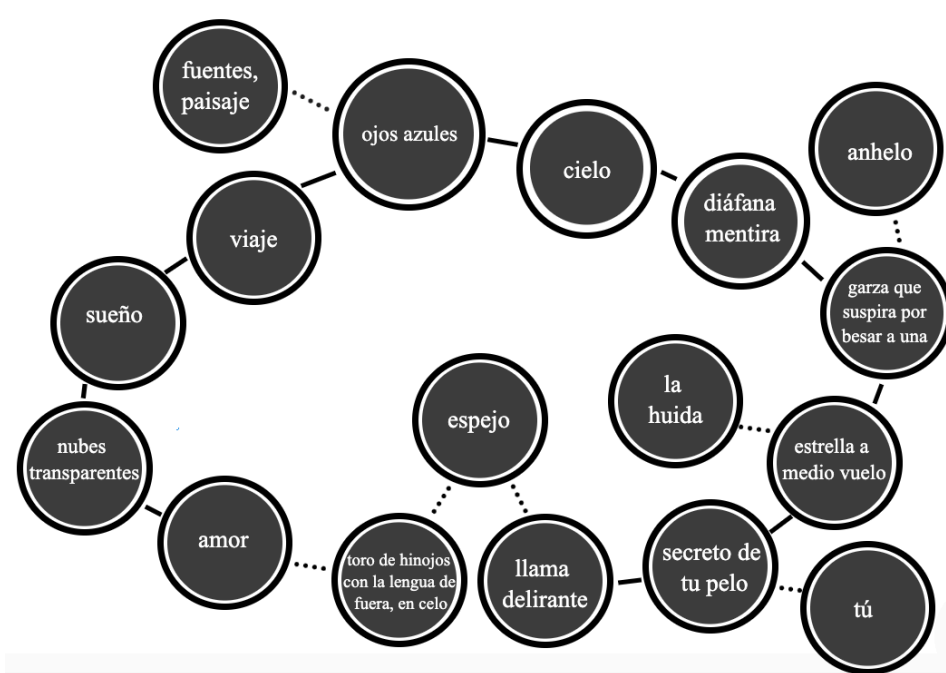 fuentes,
paisaje
ojos azules
cielo
diáfana
mentira
anhelo
garza que
suspira por
besar a una
viaje
sueño
nubes
transparentes
amor
toro de hinojos
con la lengua de
fuera, en celo
espejo
llama
delirante
la
huida
estrella a
medio vuelo
secreto de
tu pelo
tú